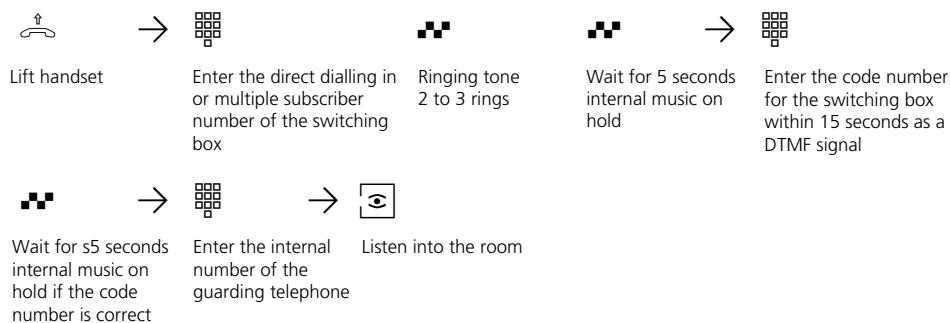 Lift handset
Enter the direct dialling in
or multiple subscriber
number of the switching
box
Ringing tone
2 to 3 rings
Wait for 5 seconds
internal music on
hold
Enter the code number
for the switching box
within 15 seconds as a
DTMF signal
Wait for s5 seconds
internal music on
hold if the code
number is correct
Enter the internal
number of the
guarding telephone
Listen into the room